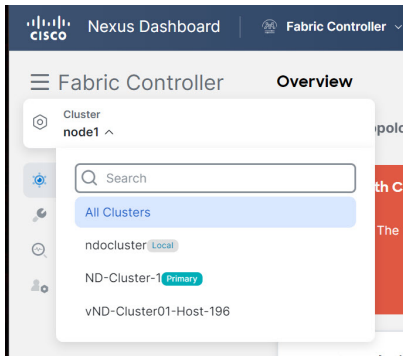 CISCO Nexus Dashboard Fabric Controller
Fabric Controller Overview
Cluster
node1
Search
All Clusters
ndocluster Local
ND-Cluster-1 Primary
vND-Cluster01-Host-196
The